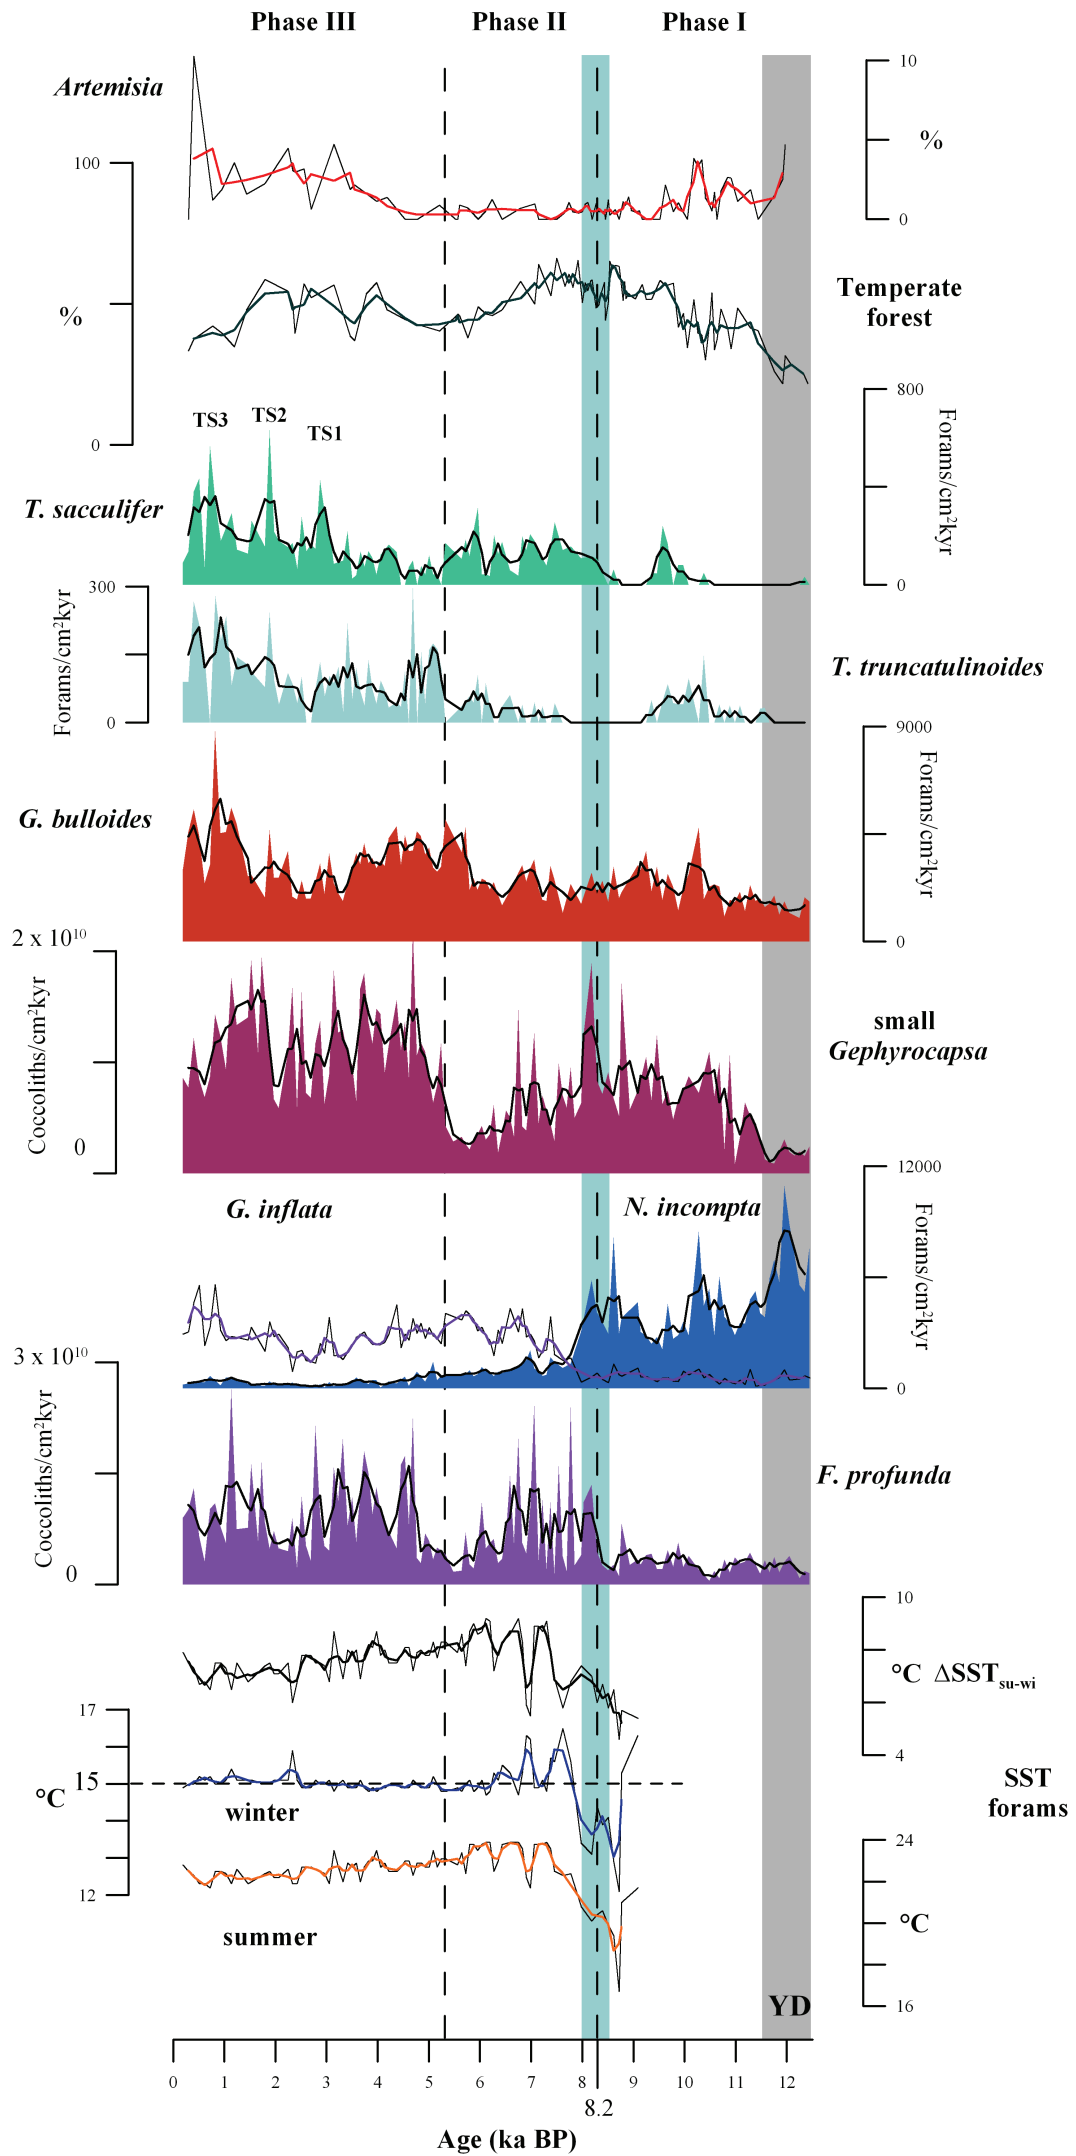 Phase III Phase II Phase I
Artemisia
10
%
0
100
%
0
Temperate
forest
TS3 TS2 TS1
800
Forams/cm²kyr
0
T. sacculifer
300
Forams/cm²kyr
0
T. truncatulinoides
9000
Forams/cm²kyr
0
G. bulloides
2 x 10¹⁰
Coccoliths/cm²kyr
0
small
Gephyrocapsa
12000
Forams/cm²kyr
0
G. inflata N. incompta
3 x 10¹⁰
Coccoliths/cm²kyr
0
F. profunda
10
°C ΔSSTsu-wi
4
17
15
°C
12
winter
SST
forams
24
°C
16
summer
YD
0 1 2 3 4 5 6 7 8 9 10 11 12
8.2
Age (ka BP)